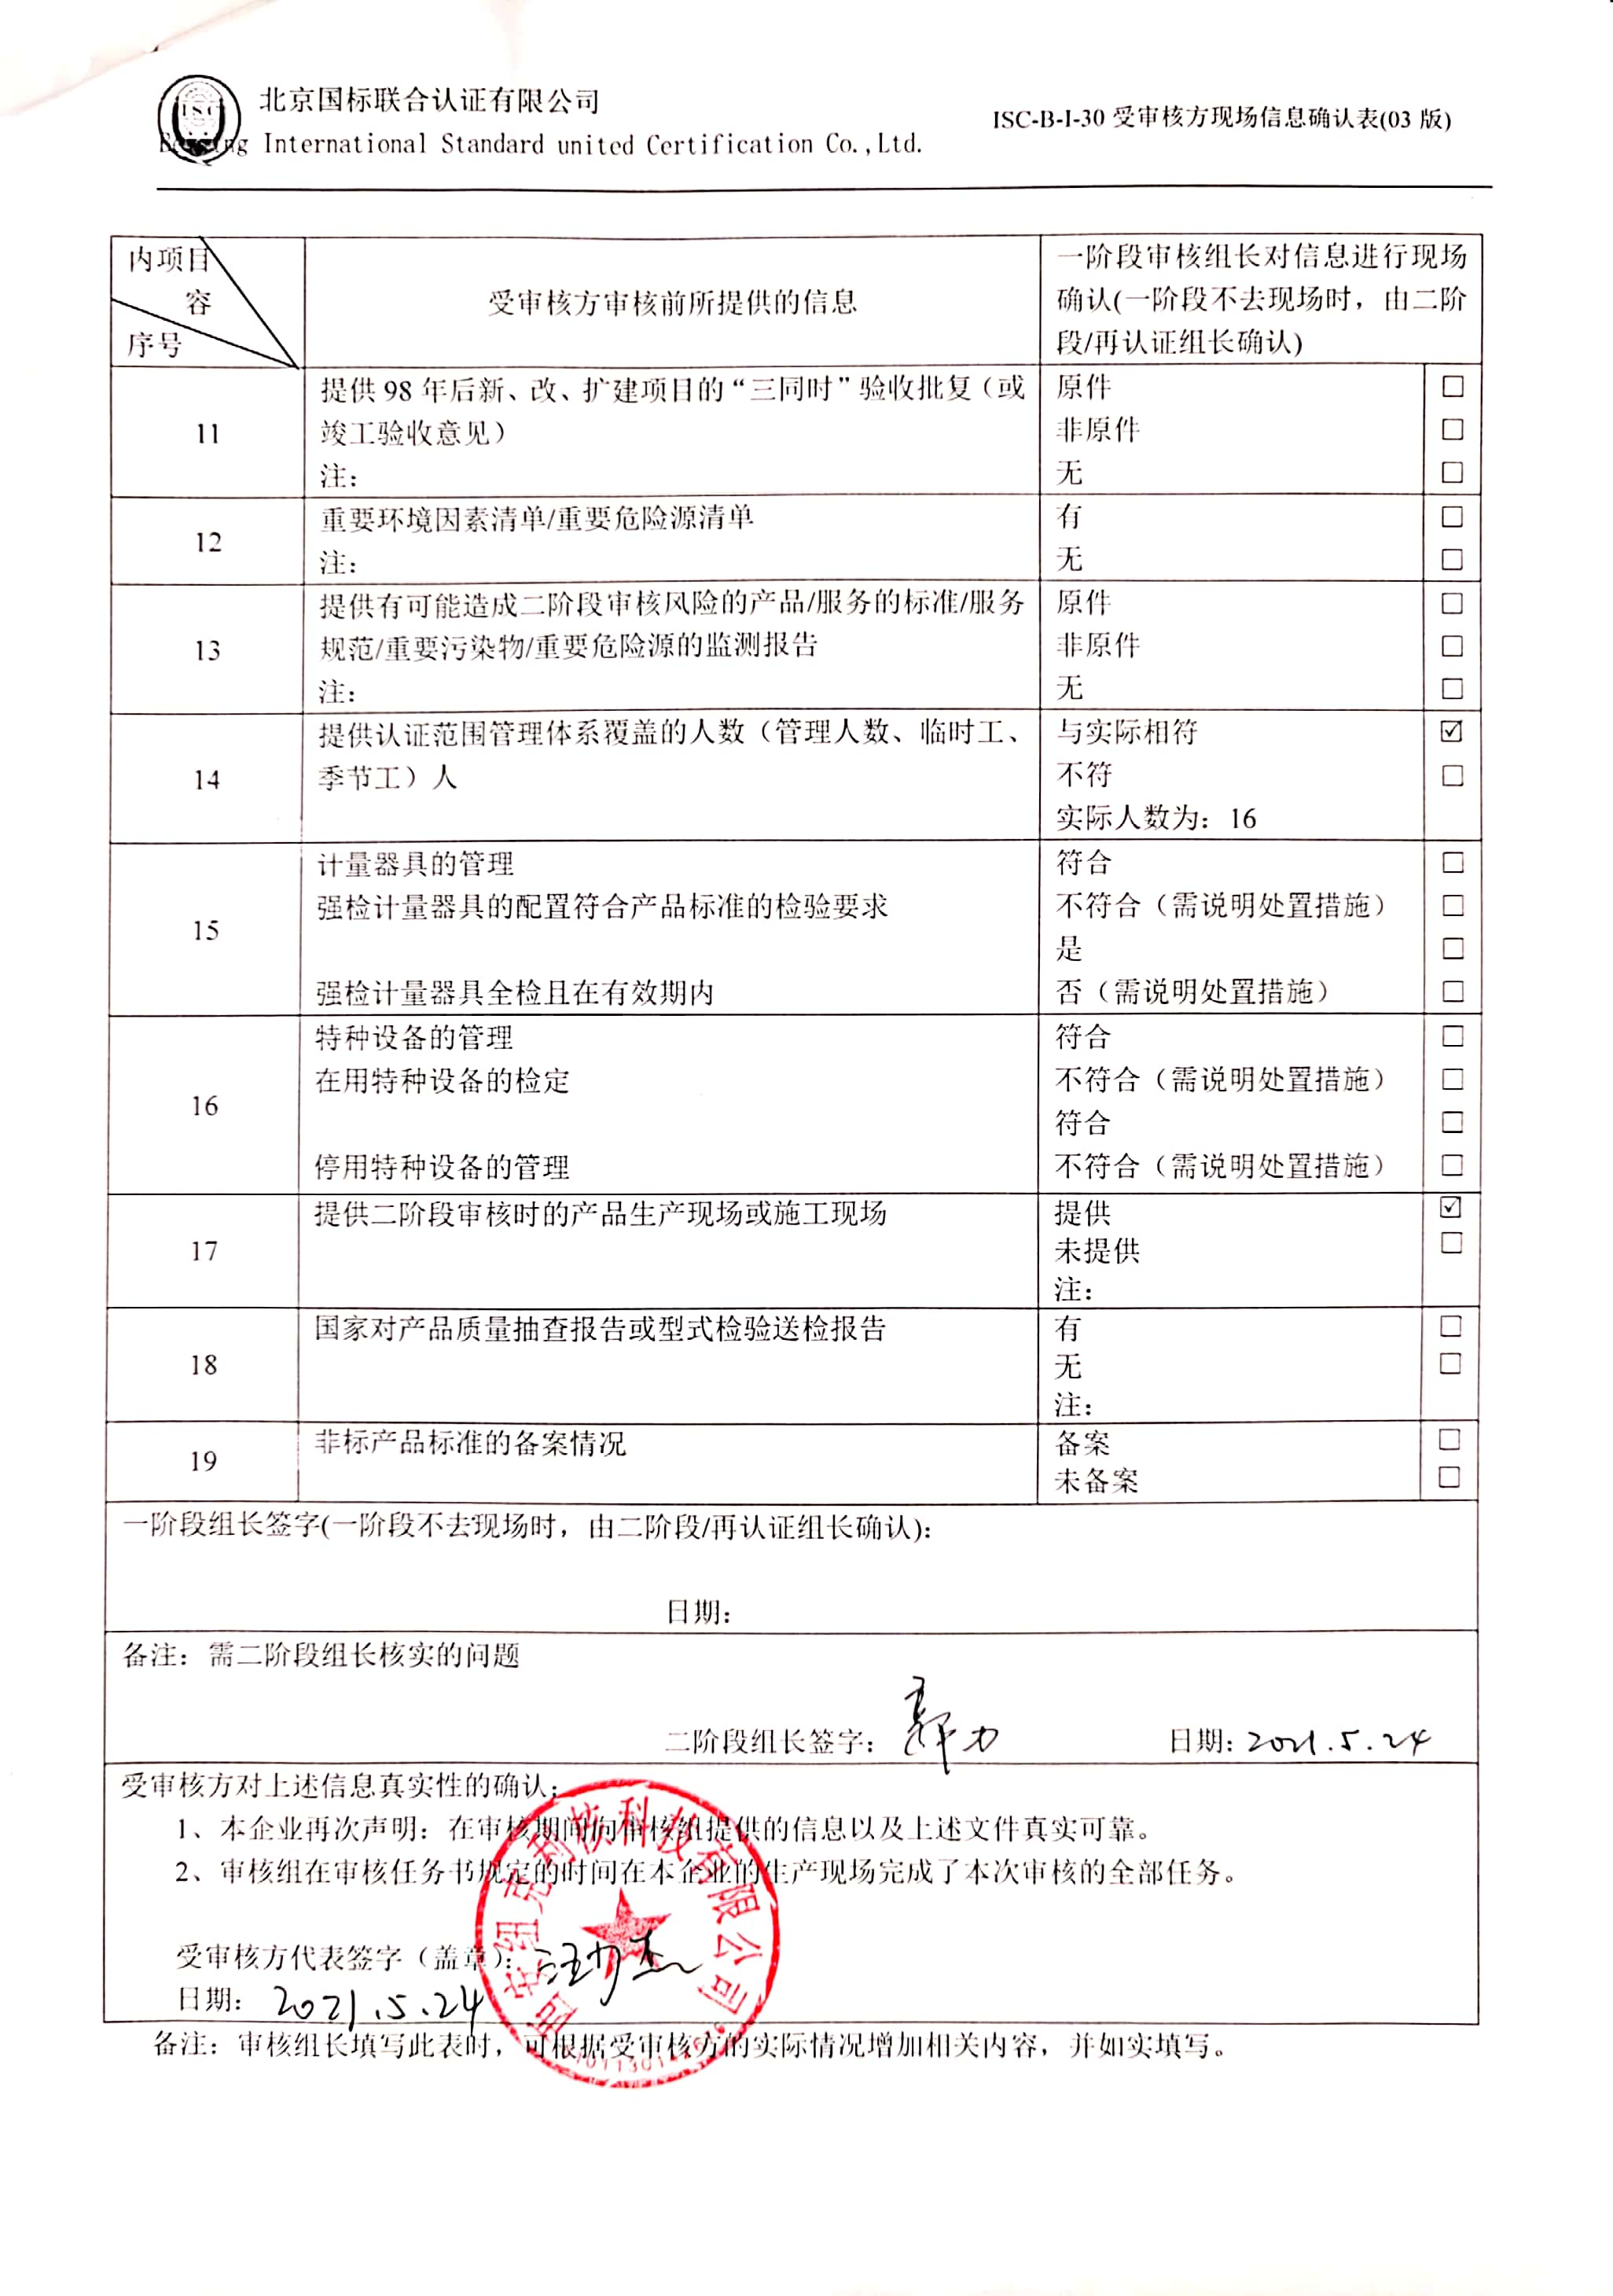 北京国标联合认证有限公司
ISC-B-I-30 受审核方现场信息确认表(03 版)
Beijing International Standard united Certification Co.,Ltd.
ISC
内项目
容
序号
受审核方审核前所提供的信息
一阶段审核组长对信息进行现场
确认(一阶段不去现场时，由二阶
段/再认证组长确认)
11
提供 98 年后新、改、扩建项目的“三同时”验收批复（或
竣工验收意见）
注：
原件 □
非原件 □
无 □
12
重要环境因素清单/重要危险源清单
注：
有 □
无 □
13
提供有可能造成二阶段审核风险的产品/服务的标准/服务
规范/重要污染物/重要危险源的监测报告
注：
原件 □
非原件 □
无 □
14
提供认证范围管理体系覆盖的人数（管理人数、临时工、
季节工）人
与实际相符 ☑
不符 □
实际人数为：16
15
计量器具的管理
强检计量器具的配置符合产品标准的检验要求
强检计量器具全检且在有效期内
符合 □
不符合（需说明处置措施） □
是 □
否（需说明处置措施） □
16
特种设备的管理
在用特种设备的检定
停用特种设备的管理
符合 □
不符合（需说明处置措施） □
符合 □
不符合（需说明处置措施） □
17
提供二阶段审核时的产品生产现场或施工现场
提供 ☑
未提供 □
注：
18
国家对产品质量抽查报告或型式检验送检报告
有 □
无 □
注：
19
非标产品标准的备案情况
备案 □
未备案 □
一阶段组长签字(一阶段不去现场时，由二阶段/再认证组长确认)：
日期：
备注：需二阶段组长核实的问题
二阶段组长签字： 郭力 日期: 2021.5.24
受审核方对上述信息真实性的确认：
1、本企业再次声明：在审核期间向审核组提供的信息以及上述文件真实可靠。
2、审核组在审核任务书规定的时间在本企业的生产现场完成了本次审核的全部任务。
受审核方代表签字（盖章）：
日期： 2021.5.24
备注：审核组长填写此表时，可根据受审核方的实际情况增加相关内容，并如实填写。